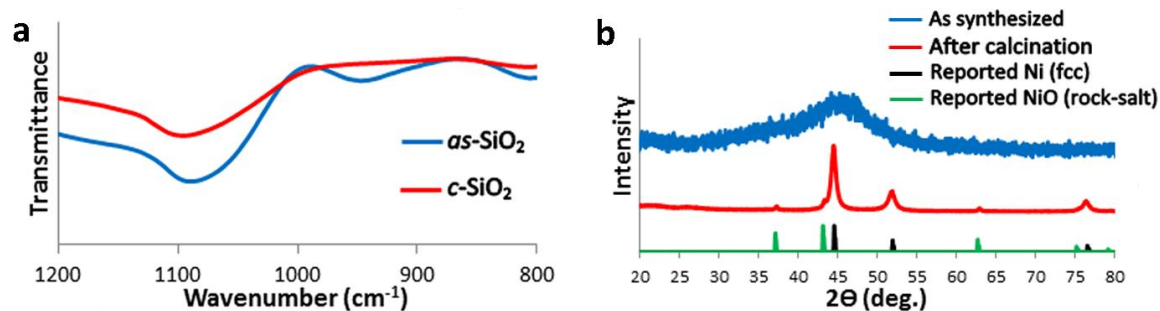 a
Transmittance
as-SiO2
c-SiO2
1200 1100 1000 900 800
Wavenumber (cm-1)
b
As synthesized
After calcination
Reported Ni (fcc)
Reported NiO (rock-salt)
Intensity
20 25 30 35 40 45 50 55 60 65 70 75 80
2Ө (deg.)